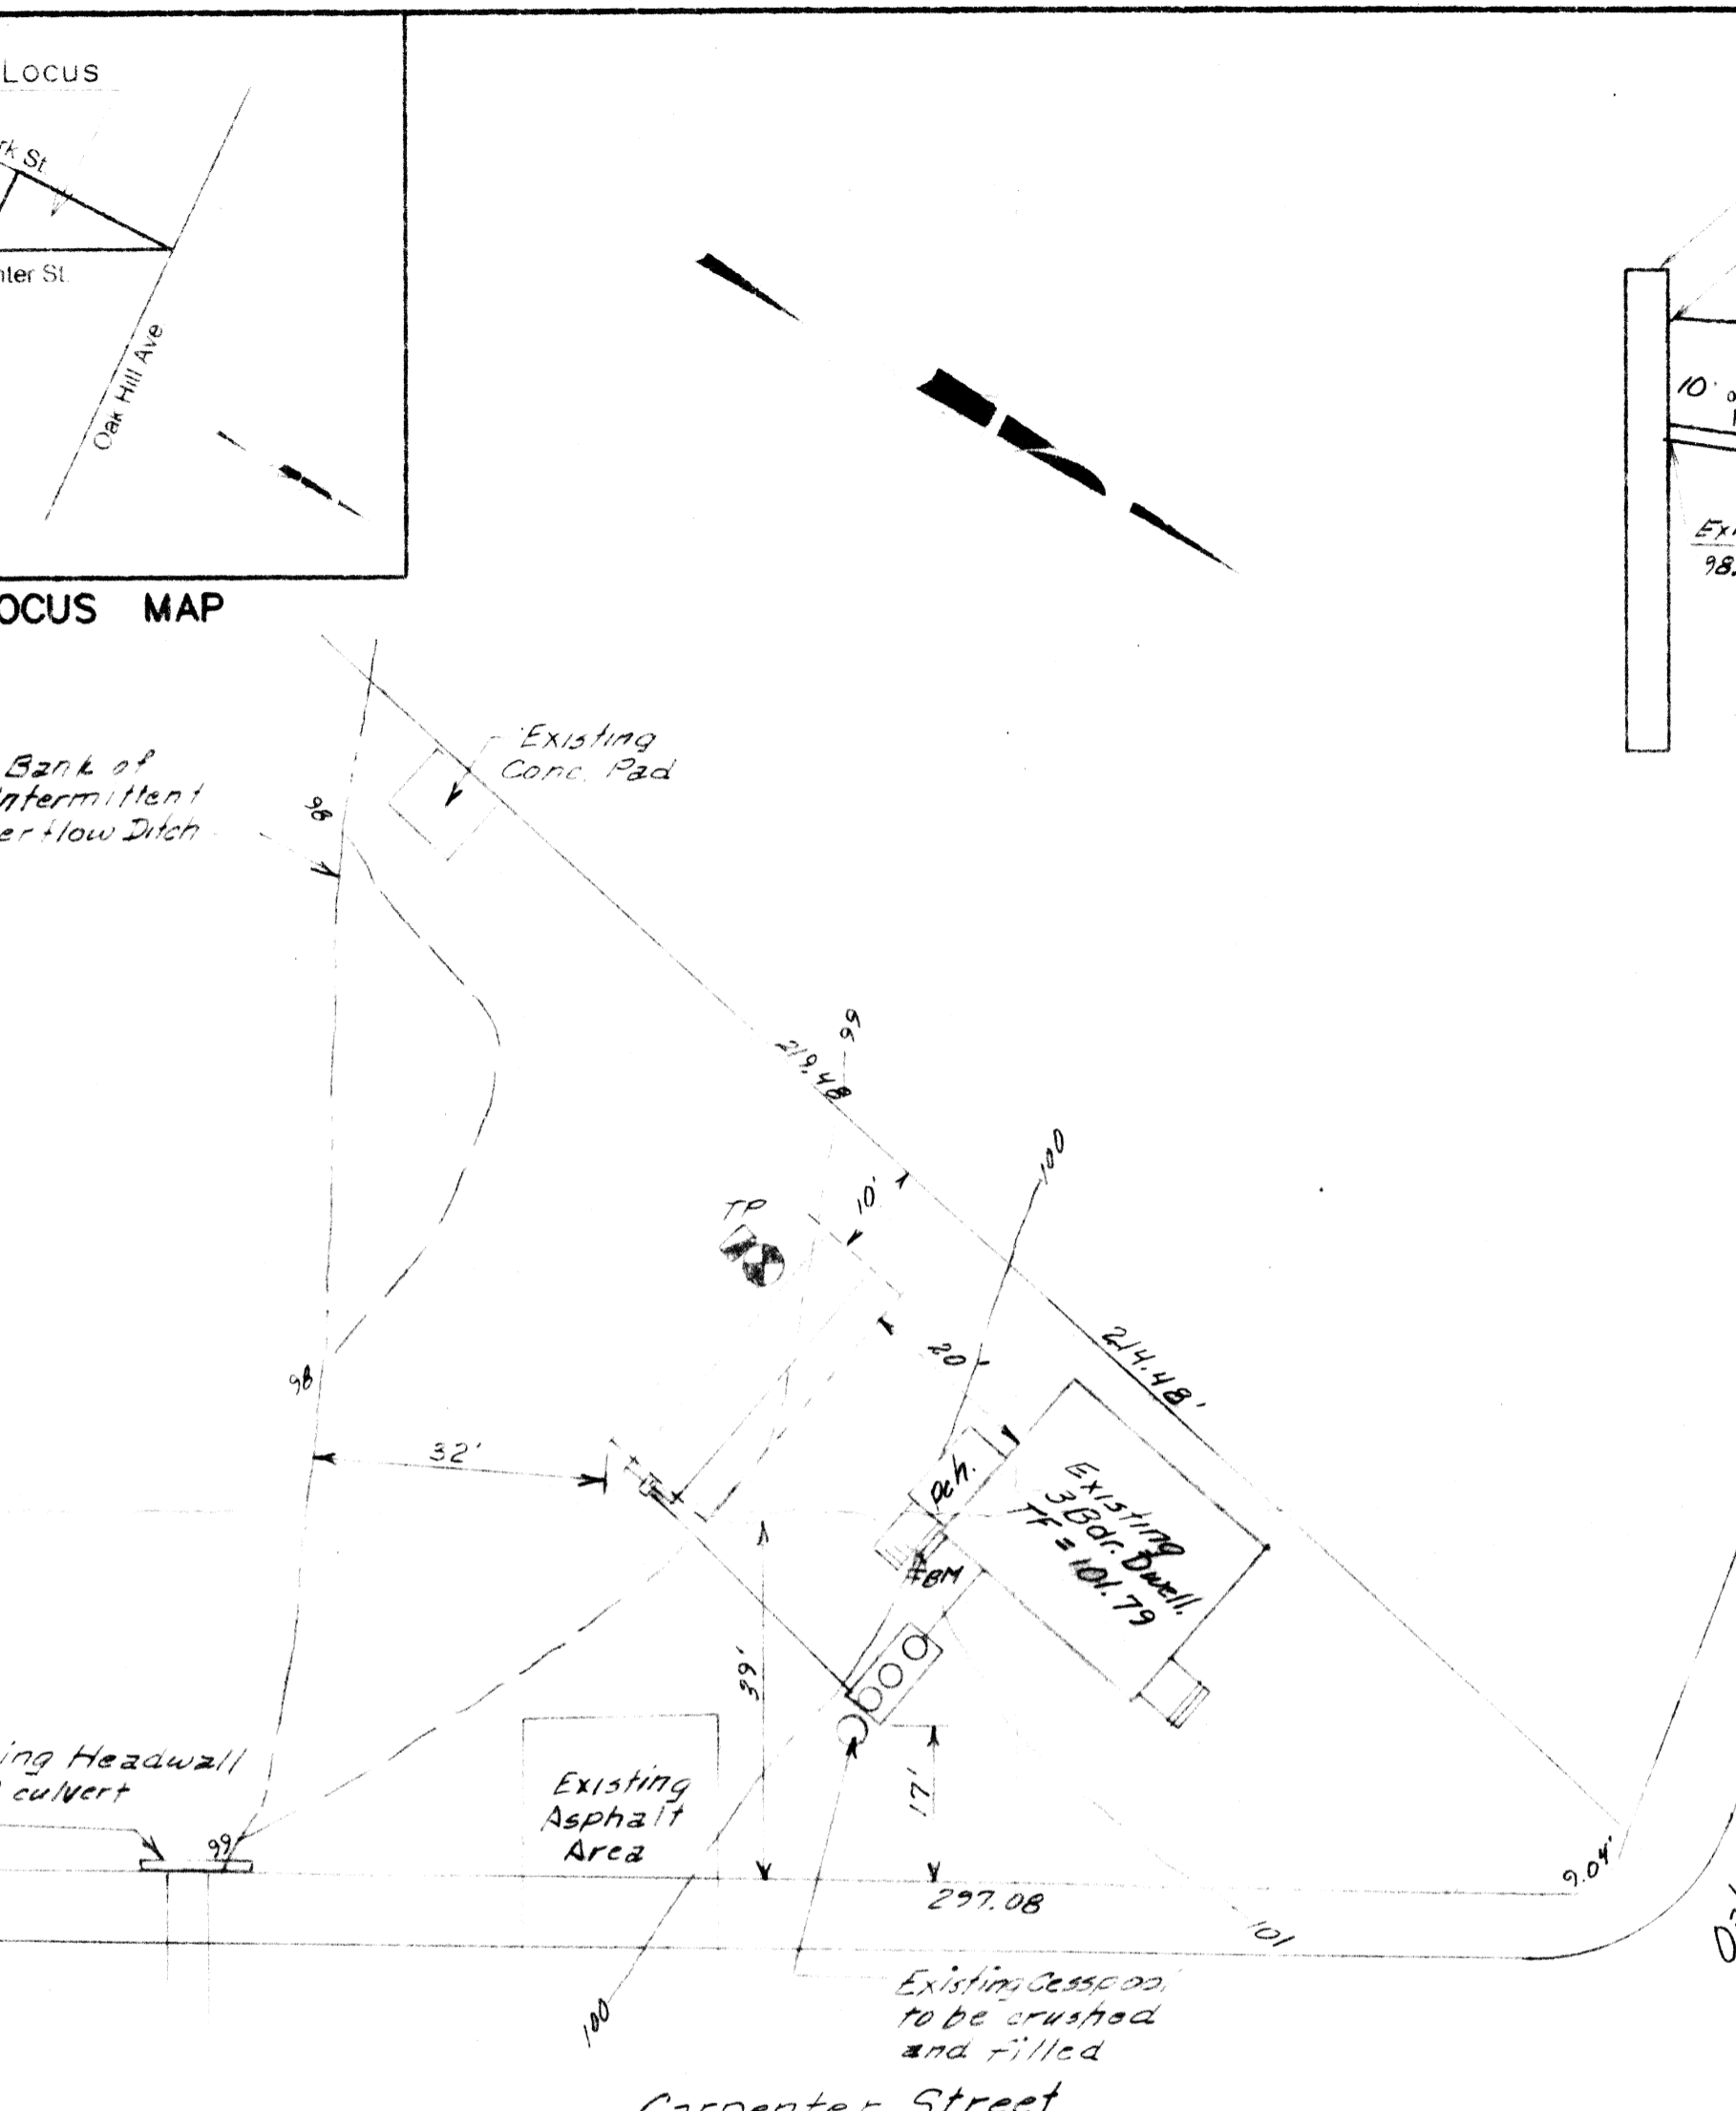 Locus
rk St.
nter St.
Oak Hill Ave
OCUS MAP
10'
Ex
98.
Existing
Conc. Pad
Bank of
Intermittent
er flow Ditch
98
99
219.48
10'
100
TP
20'
214.48'
98
32'
pch.
Existing
3 Bdr. Dwell.
TF = 101.79
BM
39'
ing Headwall
culvert
99
Existing
Asphalt
Area
17'
297.08
9.04'
101
100
Existing Cesspool
to be crushed
and filled
Carpenter Street